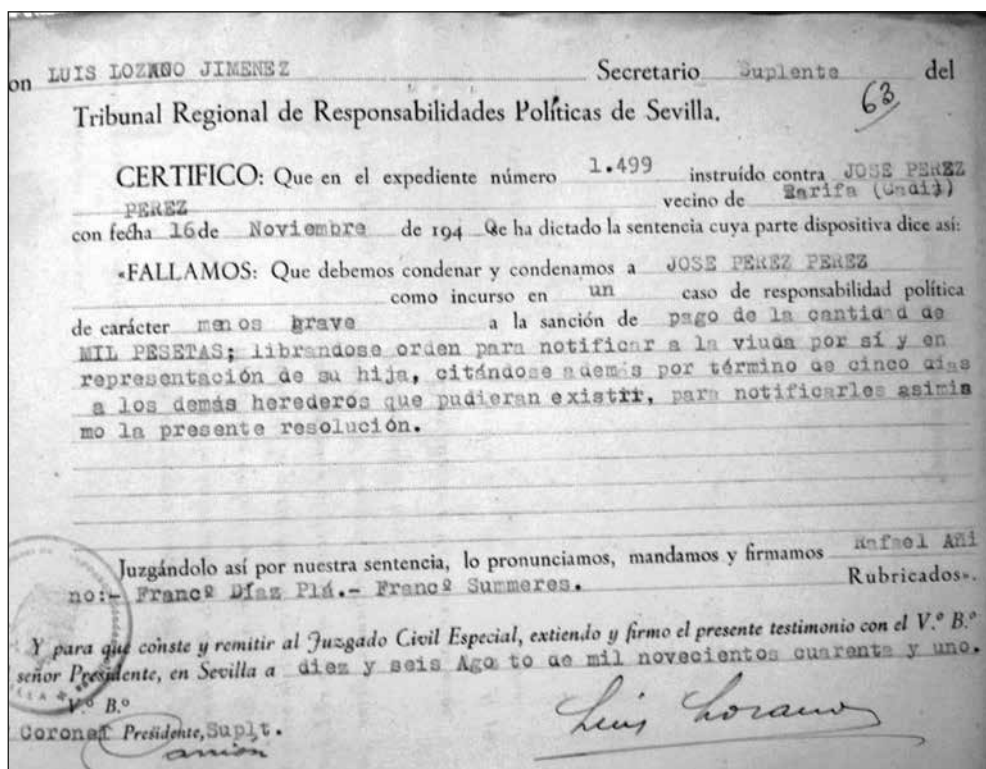 on LUIS LOZANO JIMENEZ Secretario Suplente del
63
Tribunal Regional de Responsabilidades Políticas de Sevilla.
CERTIFICO: Que en el expediente número 1.499 instruído contra JOSE PEREZ
PEREZ vecino de Tarifa (Cadiz)
con fecha 16 de Noviembre de 194 se ha dictado la sentencia cuya parte dispositiva dice así:
«FALLAMOS: Que debemos condenar y condenamos a JOSE PEREZ PEREZ
como incurso en un caso de responsabilidad política
de carácter menos grave a la sanción de pago de la cantidad de
MIL PESETAS; librandose orden para notificar a la viuda por sí y en
representación de su hija, citándose además por término de cinco dias
a los demás herederos que pudieran existir, para notificarles asimis
mo la presente resolución.
Juzgándolo así por nuestra sentencia, lo pronunciamos, mandamos y firmamos Rafael Añi
no:- Francº Díaz Plá.- Francº Summeres. Rubricados».
Y para que conste y remitir al Juzgado Civil Especial, extiendo y firmo el presente testimonio con el V.º B.º
señor Presidente, en Sevilla a diez y seis Ago to de mil novecientos cuarenta y uno.
V.º B.º
Coronel Presidente, Suplt.
Luis Lozano